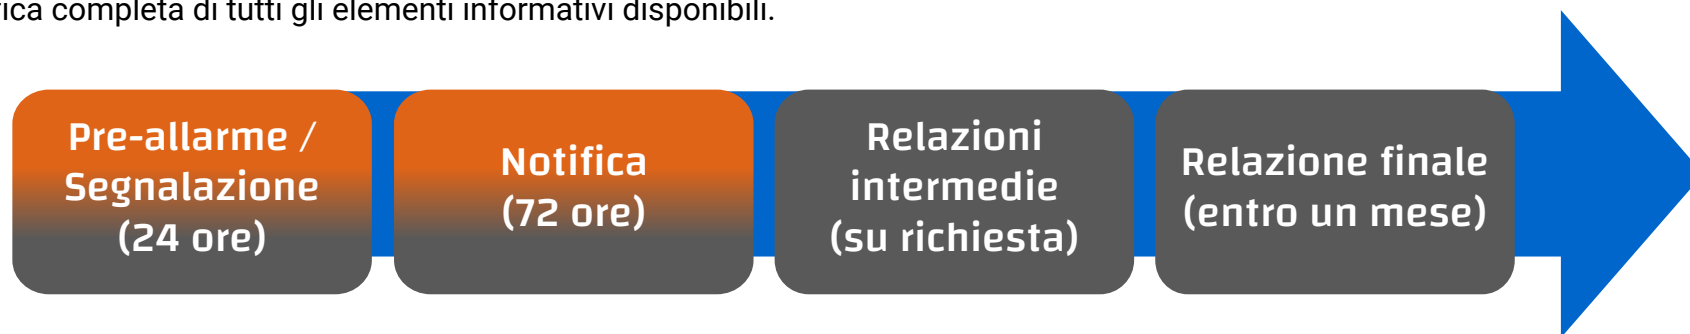 completa di tutti gli elementi informativi disponibili.
Pre-allarme /
Segnalazione
(24 ore)
Notifica
(72 ore)
Relazioni
intermedie
(su richiesta)
Relazione finale
(entro un mese)